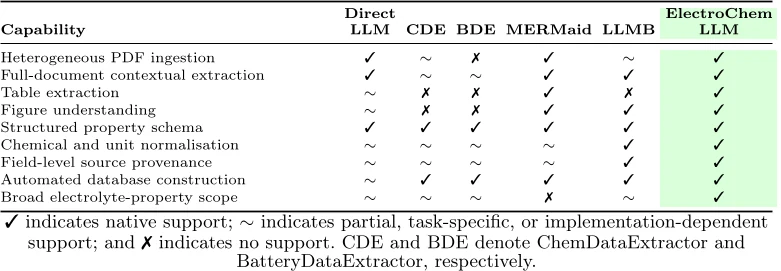 Direct ElectroChem
Capability LLM CDE BDE MERMaid LLMB LLM
Heterogeneous PDF ingestion ✓ ∼ ✗ ✓ ∼ ✓
Full-document contextual extraction ✓ ∼ ∼ ✓ ✓ ✓
Table extraction ∼ ✗ ✗ ✓ ✗ ✓
Figure understanding ∼ ✗ ✗ ✓ ✓ ✓
Structured property schema ✓ ✓ ✓ ✓ ✓ ✓
Chemical and unit normalisation ∼ ∼ ∼ ∼ ✓ ✓
Field-level source provenance ∼ ∼ ∼ ∼ ✓ ✓
Automated database construction ∼ ✓ ✓ ✓ ✓ ✓
Broad electrolyte-property scope ∼ ∼ ∼ ✗ ∼ ✓
✓ indicates native support; ∼ indicates partial, task-specific, or implementation-dependent
support; and ✗ indicates no support. CDE and BDE denote ChemDataExtractor and
BatteryDataExtractor, respectively.